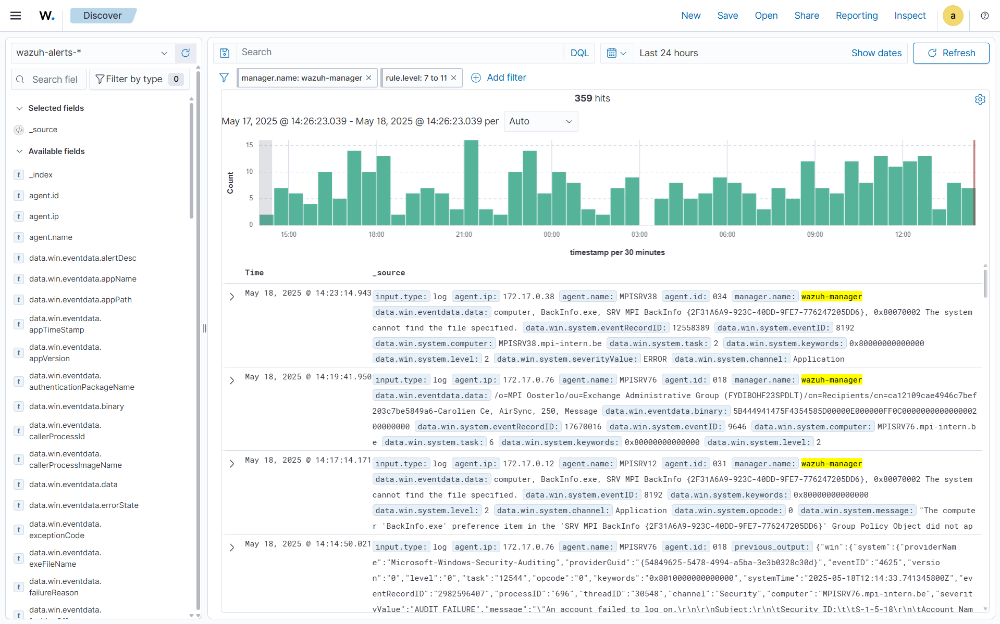 W. Discover New Save Open Share Reporting Inspect a
wazuh-alerts-*
Search DQL Last 24 hours Show dates Refresh
Filter by type 0
manager.name: wazuh-manager rule.level: 7 to 11 Add filter
359 hits
May 17, 2025 @ 14:26:23.039 - May 18, 2025 @ 14:26:23.039 per Auto
Selected fields
_source
Available fields
_index
agent.id
agent.ip
agent.name
data.win.eventdata.alertDesc
data.win.eventdata.appName
data.win.eventdata.appPath
data.win.eventdata.
appTimeStamp
data.win.eventdata.
appVersion
data.win.eventdata.
authenticationPackageName
data.win.eventdata.binary
data.win.eventdata.
callerProcessId
data.win.eventdata.
callerProcessImageName
data.win.eventdata.data
data.win.eventdata.errorState
data.win.eventdata.
exceptionCode
data.win.eventdata.
exeFileName
data.win.eventdata.
failureReason
data.win.eventdata.
Count
15
10
5
0
15:00 18:00 21:00 00:00 03:00 06:00 09:00 12:00
timestamp per 30 minutes
Time _source
May 18, 2025 @ 14:23:14.943 input.type: log agent.ip: 172.17.0.38 agent.name: MPISRV38 agent.id: 034 manager.name: wazuh-manager
data.win.eventdata.data: computer, BackInfo.exe, SRV MPI BackInfo {2F31A6A9-923C-40DD-9FE7-776247205DD6}, 0x80070002 The system
cannot find the file specified. data.win.system.eventRecordID: 12558389 data.win.system.eventID: 8192
data.win.system.computer: MPISRV38.mpi-intern.be data.win.system.task: 2 data.win.system.keywords: 0x80000000000000
data.win.system.level: 2 data.win.system.severityValue: ERROR data.win.system.channel: Application
May 18, 2025 @ 14:19:41.950 input.type: log agent.ip: 172.17.0.76 agent.name: MPISRV76 agent.id: 018 manager.name: wazuh-manager
data.win.eventdata.data: /o=MPI Oosterlo/ou=Exchange Administrative Group (FYDIBOHF23SPDLT)/cn=Recipients/cn=ca12109cae4946c7bef
203c7be5849a6-Carolien Ce, AirSync, 250, Message data.win.eventdata.binary: 5B444941475F4354585D00000E000000FF0C00000000000000002
00000000 data.win.system.eventRecordID: 17670016 data.win.system.eventID: 9646 data.win.system.computer: MPISRV76.mpi-intern.b
e data.win.system.task: 6 data.win.system.keywords: 0x80000000000000 data.win.system.level: 2
May 18, 2025 @ 14:17:14.171 input.type: log agent.ip: 172.17.0.12 agent.name: MPISRV12 agent.id: 031 manager.name: wazuh-manager
data.win.eventdata.data: computer, BackInfo.exe, SRV MPI BackInfo {2F31A6A9-923C-40DD-9FE7-776247205DD6}, 0x80070002 The system
cannot find the file specified. data.win.system.eventID: 8192 data.win.system.keywords: 0x80000000000000
data.win.system.level: 2 data.win.system.channel: Application data.win.system.opcode: 0 data.win.system.message: "The compute
r 'BackInfo.exe' preference item in the 'SRV MPI BackInfo {2F31A6A9-923C-40DD-9FE7-776247205DD6}' Group Policy Object did not ap
May 18, 2025 @ 14:14:50.021 input.type: log agent.ip: 172.17.0.76 agent.name: MPISRV76 agent.id: 018 previous_output: {"win":{"system":{"providerNam
e":"Microsoft-Windows-Security-Auditing","providerGuid":"{54849625-5478-4994-a5ba-3e3b0328c30d}","eventID":"4625","versio
n":"0","level":"0","task":"12544","opcode":"0","keywords":"0x8010000000000000","systemTime":"2025-05-18T12:14:33.741345800Z","ev
entRecordID":"2982596407","processID":"696","threadID":"30548","channel":"Security","computer":"MPISRV76.mpi-intern.be","severit
yValue":"AUDIT_FAILURE","message":"\"An account failed to log on.\r\n\r\nSubject:\r\n\tSecurity ID:\t\tS-1-5-18\r\n\tAccount Nam